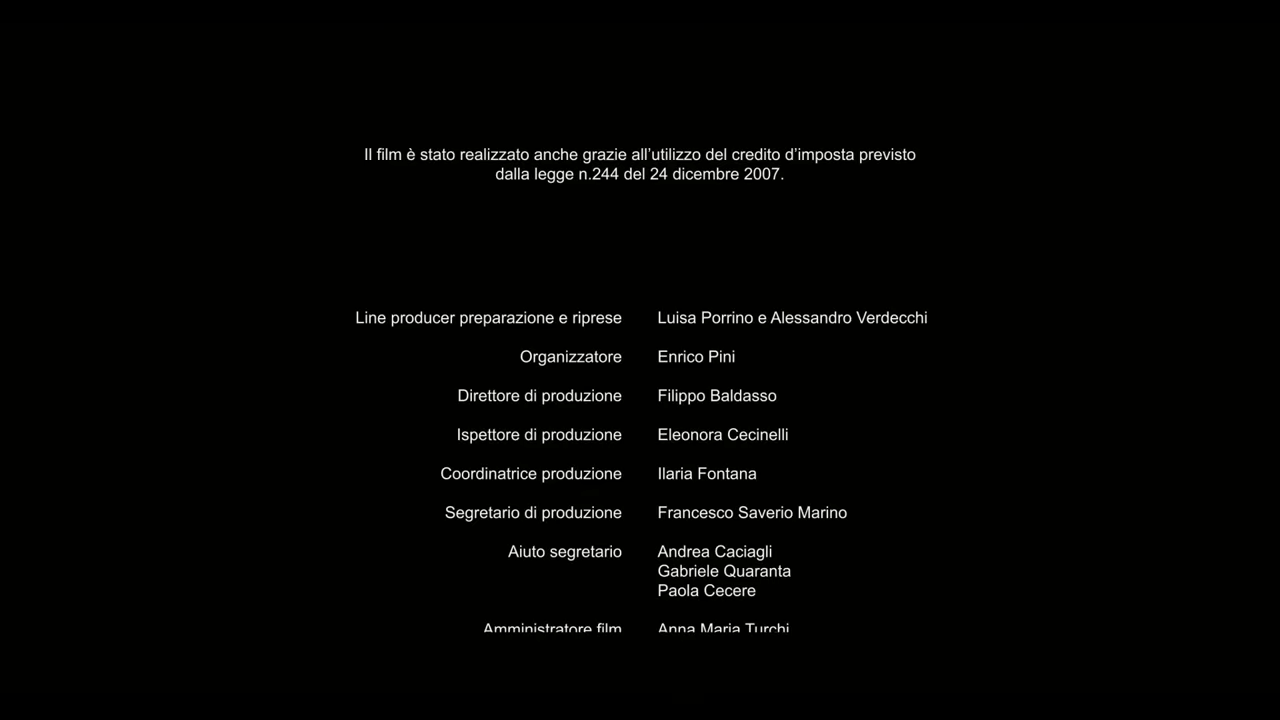 Il film è stato realizzato anche grazie all’utilizzo del credito d’imposta previsto
dalla legge n.244 del 24 dicembre 2007.
Line producer preparazione e riprese Luisa Porrino e Alessandro Verdecchi
Organizzatore Enrico Pini
Direttore di produzione Filippo Baldasso
Ispettore di produzione Eleonora Cecinelli
Coordinatrice produzione Ilaria Fontana
Segretario di produzione Francesco Saverio Marino
Aiuto segretario Andrea Caciagli
Gabriele Quaranta
Paola Cecere
Amministratore film Anna Maria Turchi